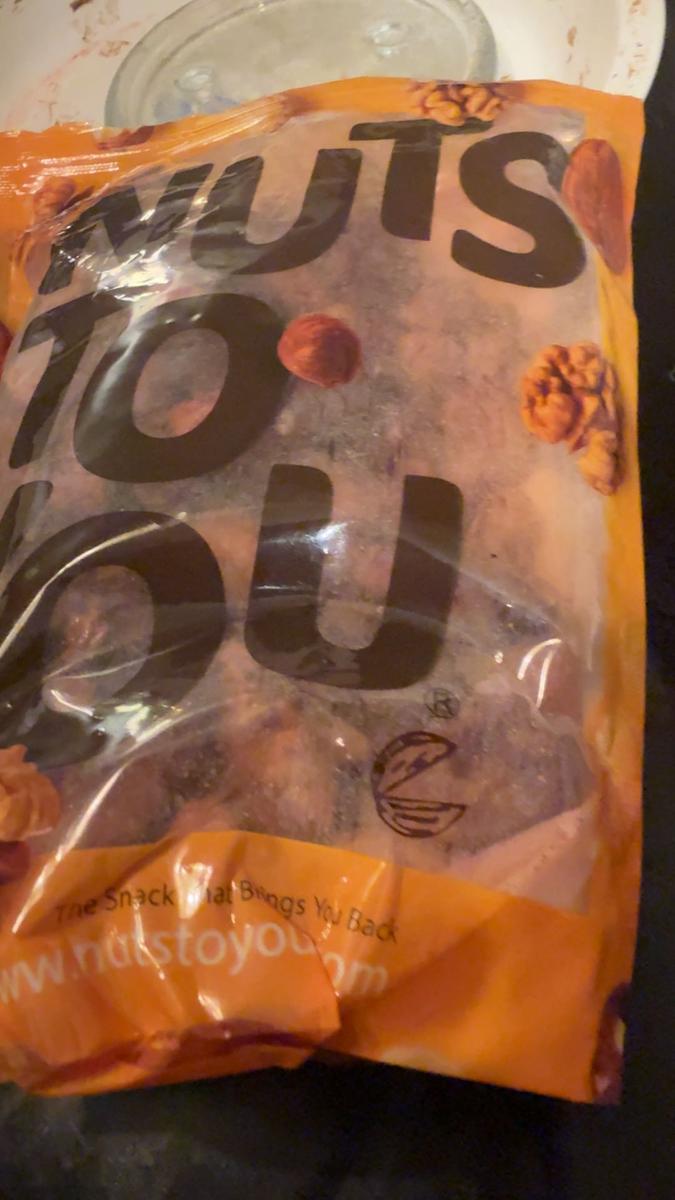 NUTS
TO
YOU
®
The Snack That Brings You Back
www.nutstoyou.com